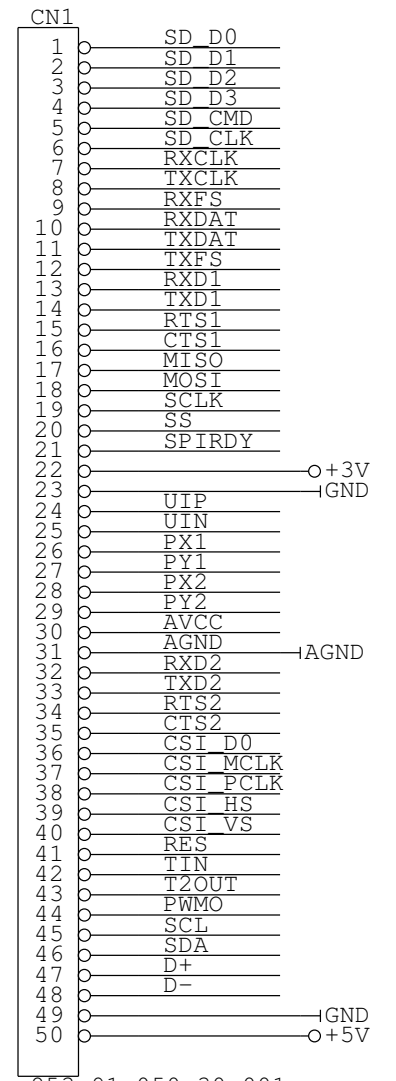 CN1
1 SD_D0
2 SD_D1
3 SD_D2
4 SD_D3
5 SD_CMD
6 SD_CLK
7 RXCLK
8 TXCLK
9 RXFS
10 RXDAT
11 TXDAT
12 TXFS
13 RXD1
14 TXD1
15 RTS1
16 CTS1
17 MISO
18 MOSI
19 SCLK
20 SS
21 SPIRDY
22 +3V
23 GND
24 UIP
25 UIN
26 PX1
27 PY1
28 PX2
29 PY2
30 AVCC
31 AGND AGND
32 RXD2
33 TXD2
34 RTS2
35 CTS2
36 CSI_D0
37 CSI_MCLK
38 CSI_PCLK
39 CSI_HS
40 CSI_VS
41 RES
42 TIN
43 T2OUT
44 PWMO
45 SCL
46 SDA
47 D+
48 D-
49 GND
50 +5V